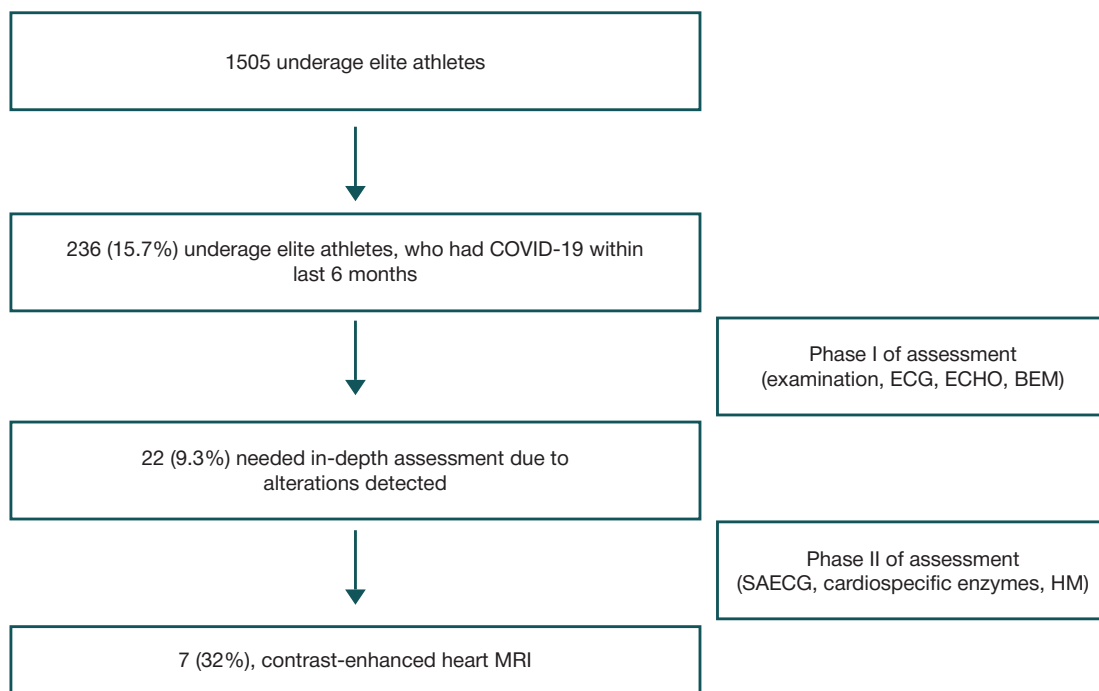 1505 underage elite athletes
236 (15.7%) underage elite athletes, who had COVID-19 within
last 6 months
Phase I of assessment
(examination, ECG, ECHO, BEM)
22 (9.3%) needed in-depth assessment due to
alterations detected
Phase II of assessment
(SAECG, cardiospecific enzymes, HM)
7 (32%), contrast-enhanced heart MRI